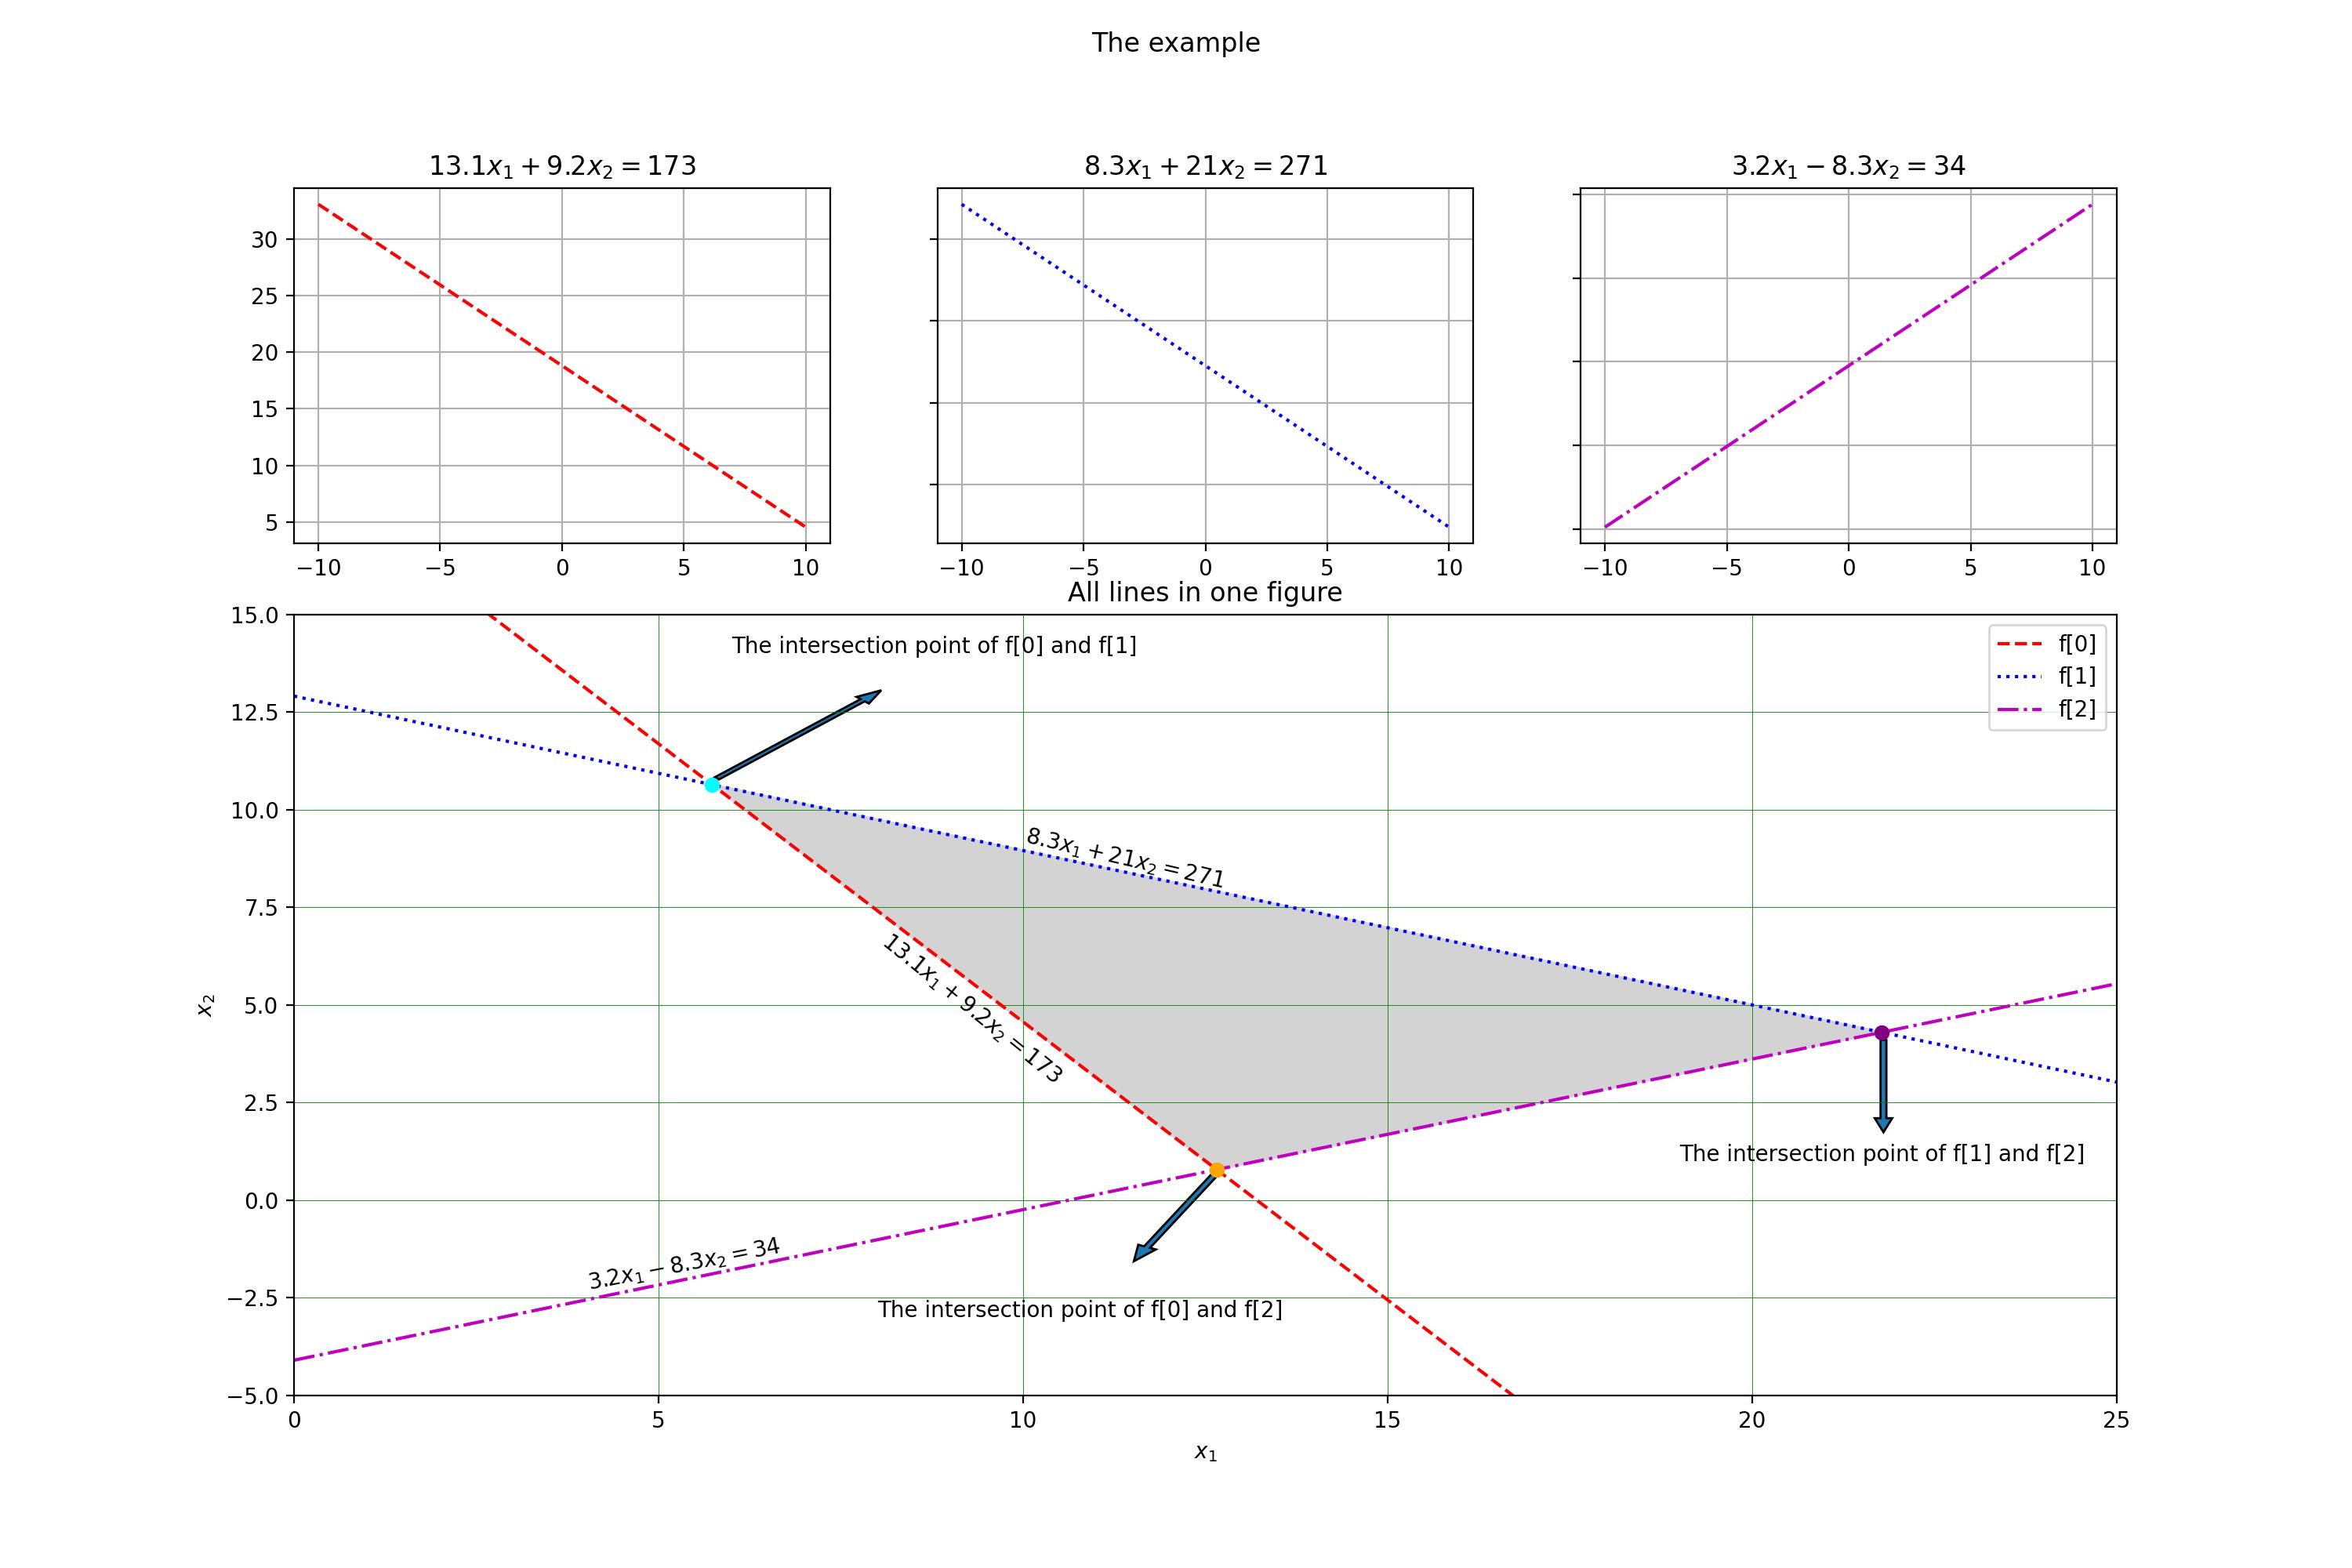 The example
13.1x₁ + 9.2x₂ = 173
8.3x₁ + 21x₂ = 271
3.2x₁ − 8.3x₂ = 34
30
25
20
15
10
5
−10 −5 0 5 10
−10 −5 0 5 10
−10 −5 0 5 10
All lines in one figure
15.0
12.5
10.0
7.5
5.0
2.5
0.0
−2.5
−5.0
x₂
The intersection point of f[0] and f[1]
f[0]
f[1]
f[2]
8.3x₁ + 21x₂ = 271
13.1x₁ + 9.2x₂ = 173
The intersection point of f[1] and f[2]
3.2x₁ − 8.3x₂ = 34
The intersection point of f[0] and f[2]
0 5 10 15 20 25
x₁